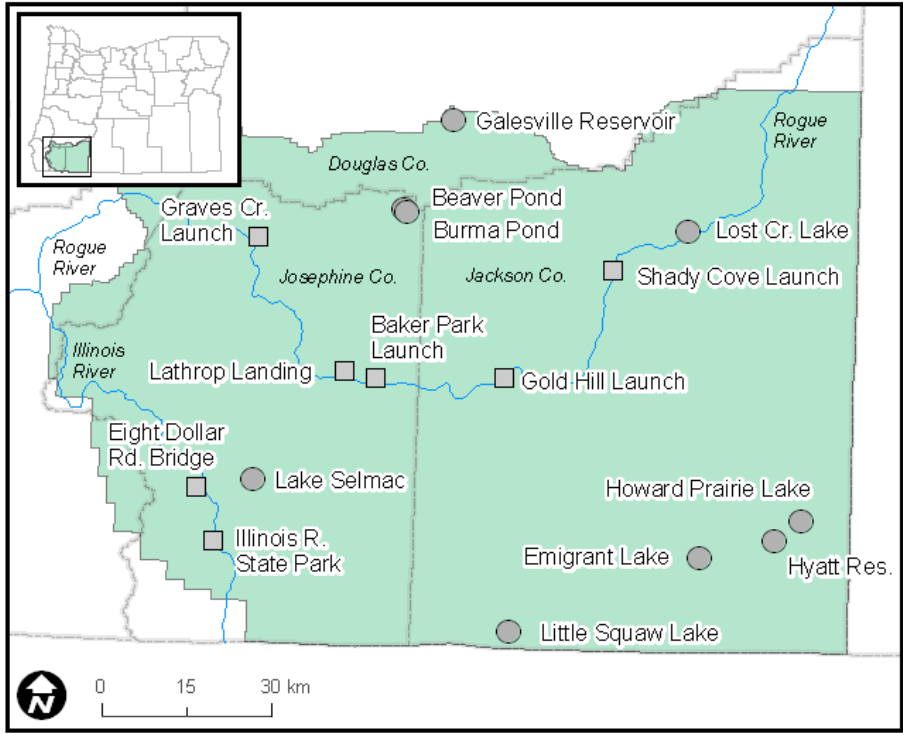 Galesville Reservoir
Rogue
River
Douglas Co.
Beaver Pond
Graves Cr.
Launch
Burma Pond
Lost Cr. Lake
Rogue
River
Josephine Co.
Jackson Co.
Shady Cove Launch
Baker Park
Launch
Illinois
River
Lathrop Landing
Gold Hill Launch
Eight Dollar
Rd. Bridge
Lake Selmac
Howard Prairie Lake
Illinois R.
State Park
Emigrant Lake
Hyatt Res.
Little Squaw Lake
N
0 15 30 km